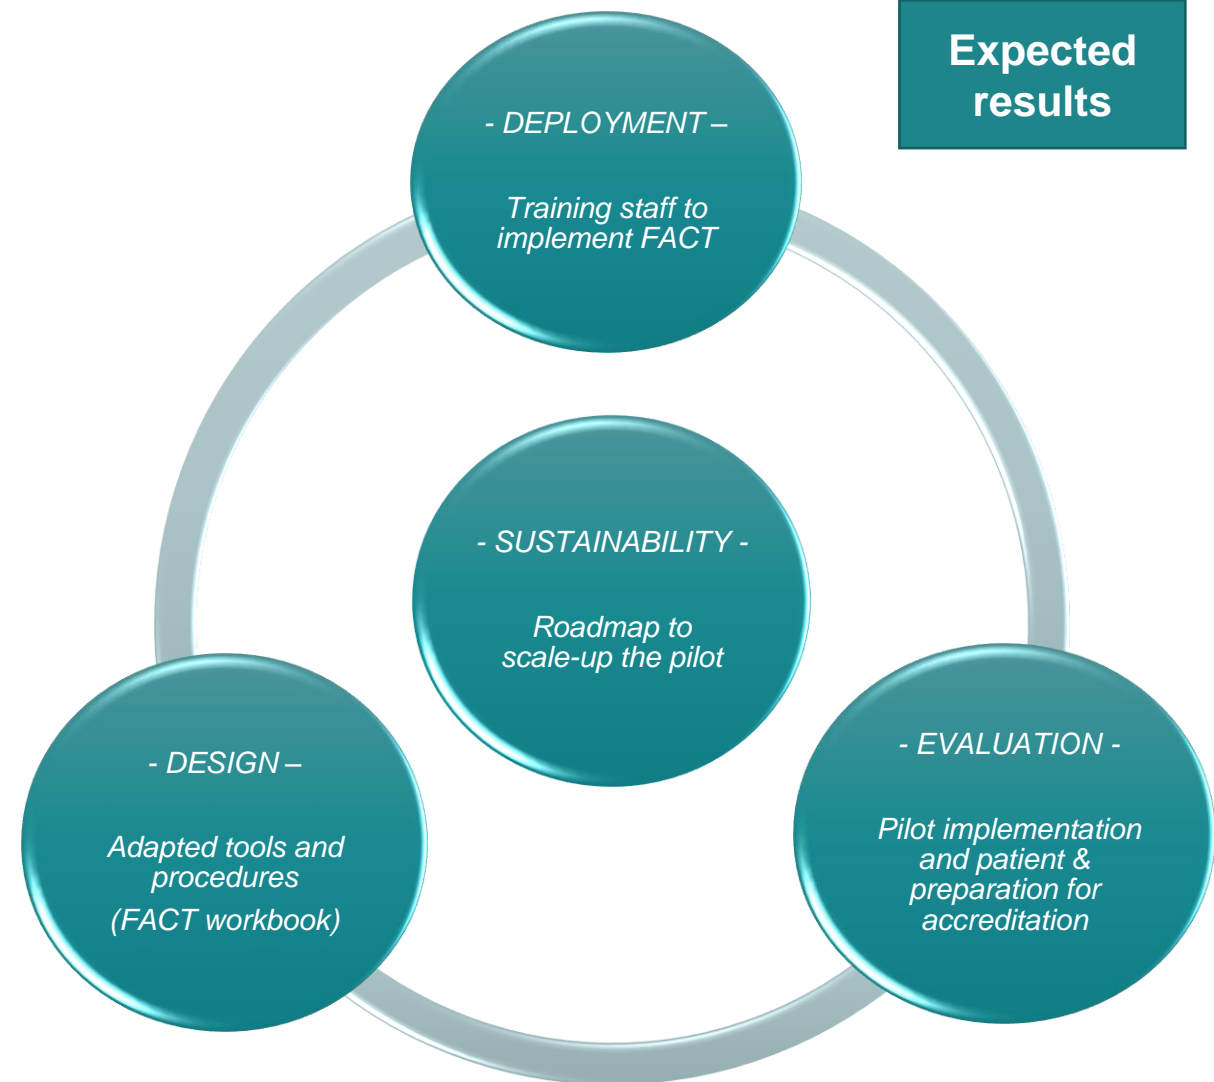 Expected
results
- DEPLOYMENT –
Training staff to
implement FACT
- SUSTAINABILITY -
Roadmap to
scale-up the pilot
- DESIGN –
Adapted tools and
procedures
(FACT workbook)
- EVALUATION -
Pilot implementation
and patient &
preparation for
accreditation